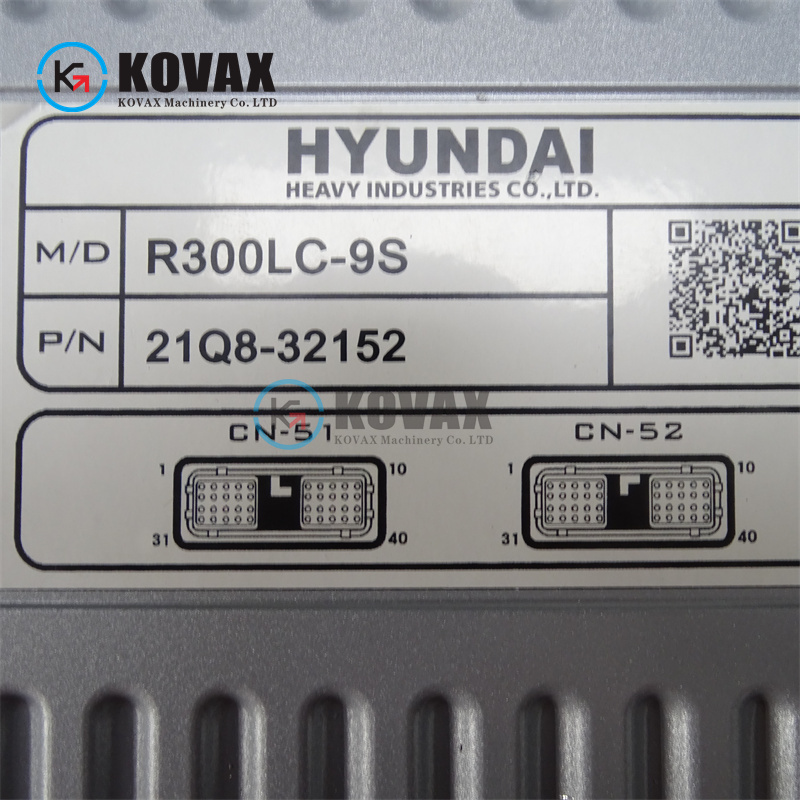 KOVAX
KOVAX Machinery Co. LTD
HYUNDAI
HEAVY INDUSTRIES CO.,LTD.
M/D R300LC-9S
P/N 21Q8-32152
KOVAX
KOVAX Machinery Co. LTD
CN-51 CN-52
1 10 1 10
31 40 31 40